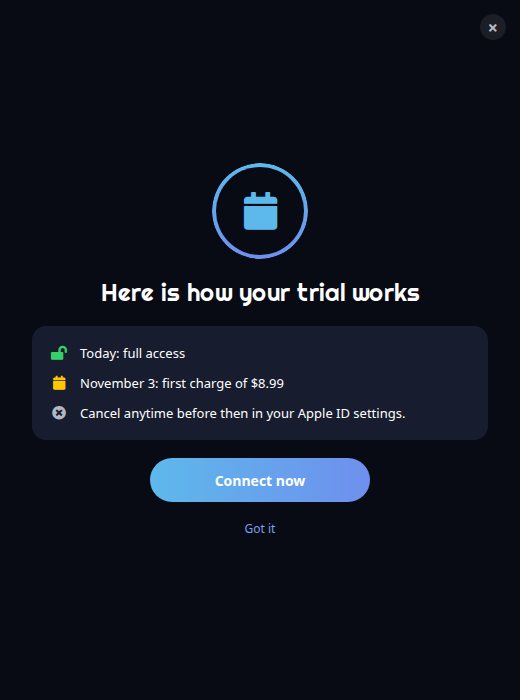 Here is how your trial works
Today: full access
November 3: first charge of $8.99
Cancel anytime before then in your Apple ID settings.
Connect now
Got it